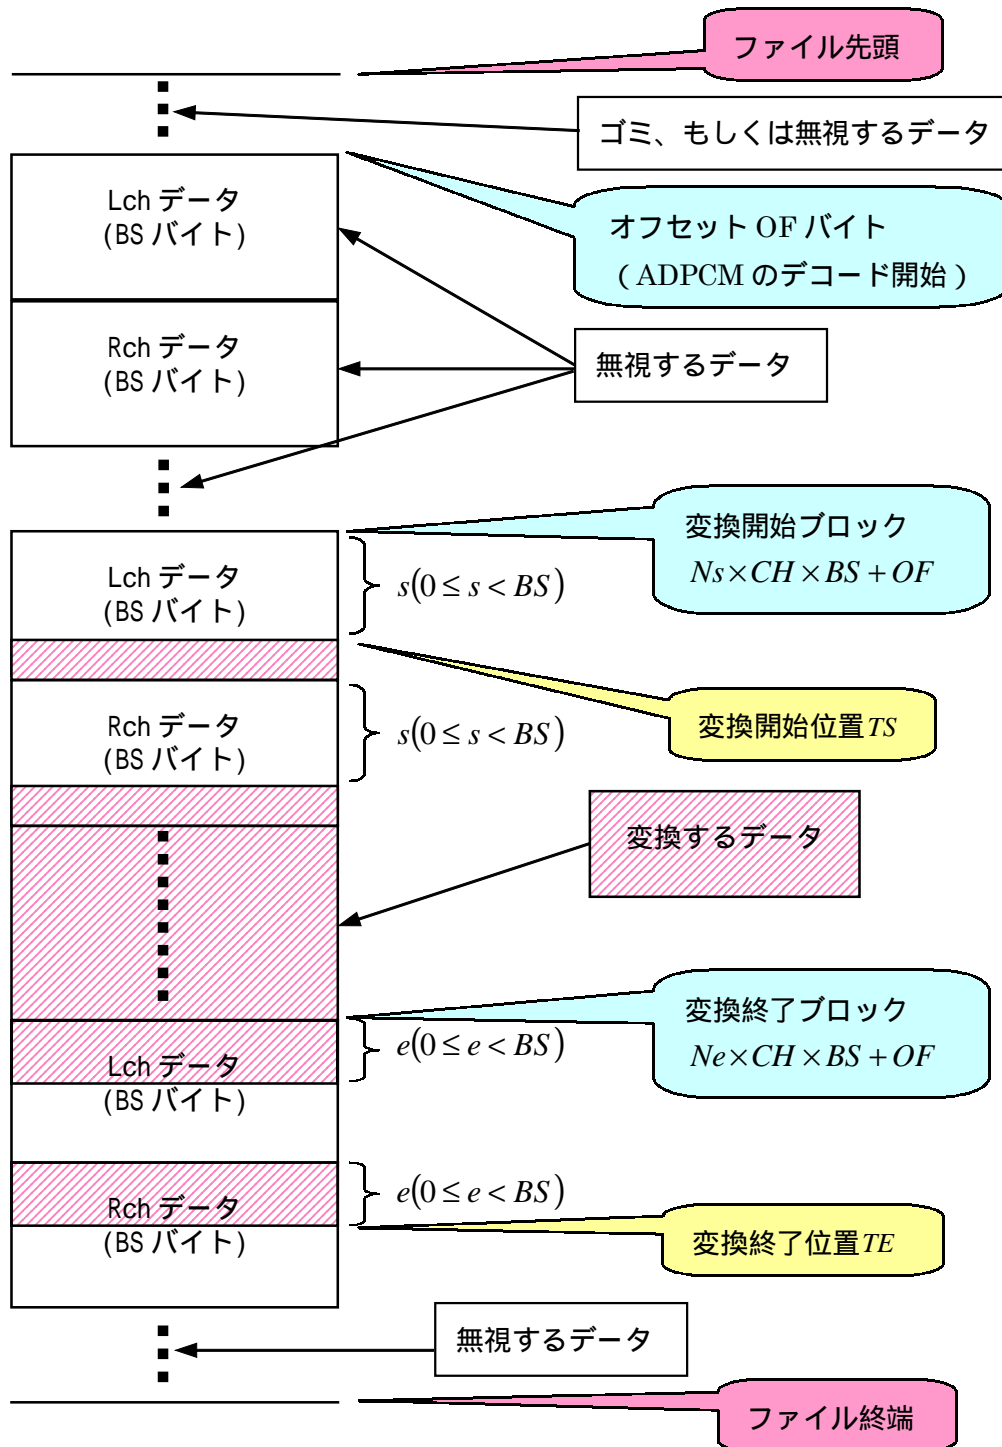 ファイル先頭
ゴミ、もしくは無視するデータ
Lch データ
(BS バイト)
オフセット OF バイト
（ADPCM のデコード開始）
Rch データ
(BS バイト)
無視するデータ
変換開始ブロック
Ns×CH×BS+OF
Lch データ
(BS バイト)
s(0≤s<BS)
変換開始位置TS
Rch データ
(BS バイト)
s(0≤s<BS)
変換するデータ
変換終了ブロック
Ne×CH×BS+OF
e(0≤e<BS)
Lch データ
(BS バイト)
e(0≤e<BS)
Rch データ
(BS バイト)
変換終了位置TE
無視するデータ
ファイル終端